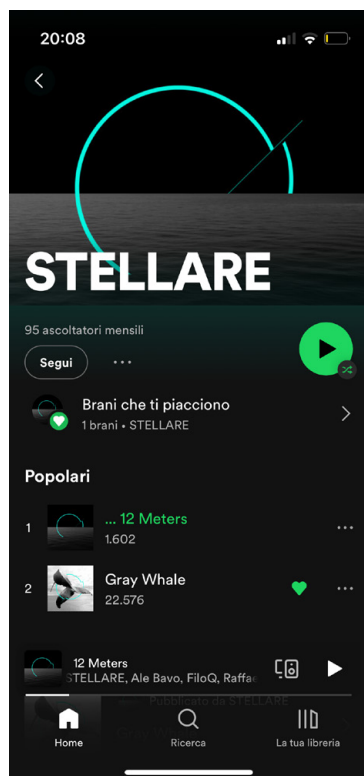 20:08
STELLARE
95 ascoltatori mensili
Segui
Brani che ti piacciono
1 brani • STELLARE
Popolari
1
... 12 Meters
1.602
2
Gray Whale
22.576
12 Meters
STELLARE, Ale Bavo, FiloQ, Raffae
Pubblicato da STELLARE
Home
Ricerca
La tua libreria